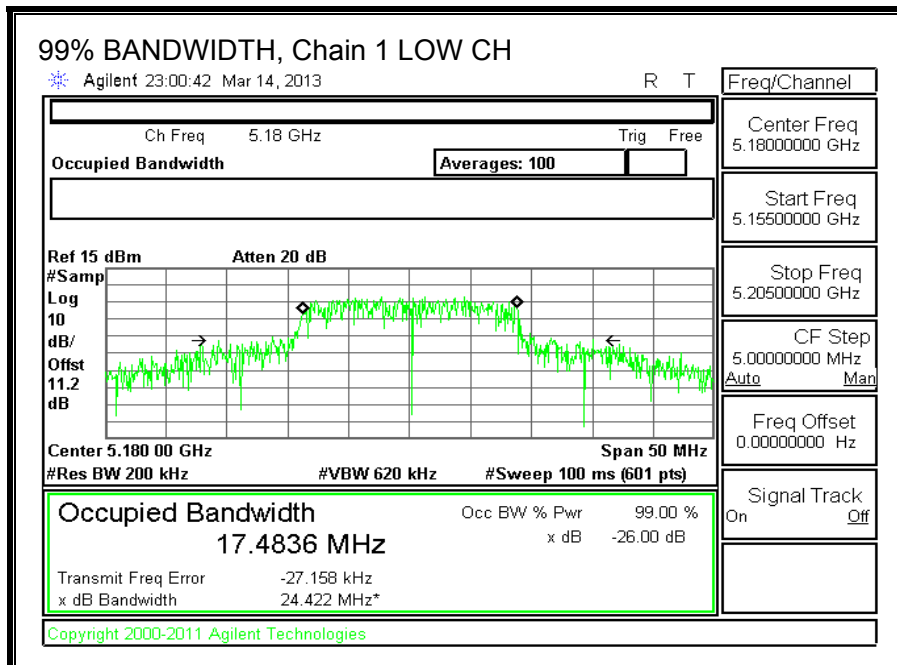 99% BANDWIDTH, Chain 1 LOW CH
Agilent 23:00:42 Mar 14, 2013 R T
Freq/Channel
Ch Freq 5.18 GHz Trig Free
Occupied Bandwidth Averages: 100
Center Freq
5.18000000 GHz
Start Freq
5.15500000 GHz
Stop Freq
5.20500000 GHz
CF Step
5.00000000 MHz
Auto Man
Freq Offset
0.00000000 Hz
Signal Track
On Off
Ref 15 dBm Atten 20 dB
#Samp
Log
10
dB/
Offst
11.2
dB
Center 5.180 00 GHz Span 50 MHz
#Res BW 200 kHz #VBW 620 kHz #Sweep 100 ms (601 pts)
Occupied Bandwidth Occ BW % Pwr 99.00 %
17.4836 MHz x dB -26.00 dB
Transmit Freq Error -27.158 kHz
x dB Bandwidth 24.422 MHz*
Copyright 2000-2011 Agilent Technologies